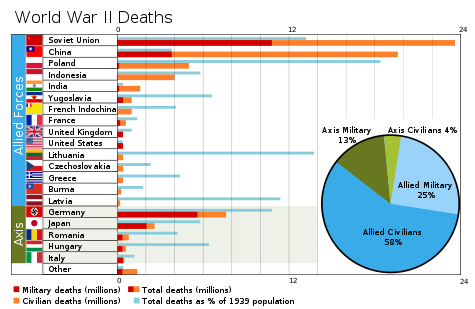 World War II Deaths
0 12 24
Allied Forces
Soviet Union
China
Poland
Indonesia
India
Yugoslavia
French Indochina
France
United Kingdom
United States
Lithuania
Czechoslovakia
Greece
Burma
Latvia
Axis
Germany
Japan
Romania
Hungary
Italy
Other
Axis Military
13%
Axis Civilians 4%
Allied Military
25%
Allied Civilians
58%
0 12 24
Military deaths (millions)
Total deaths (millions)
Civilian deaths (millions)
Total deaths as % of 1939 population